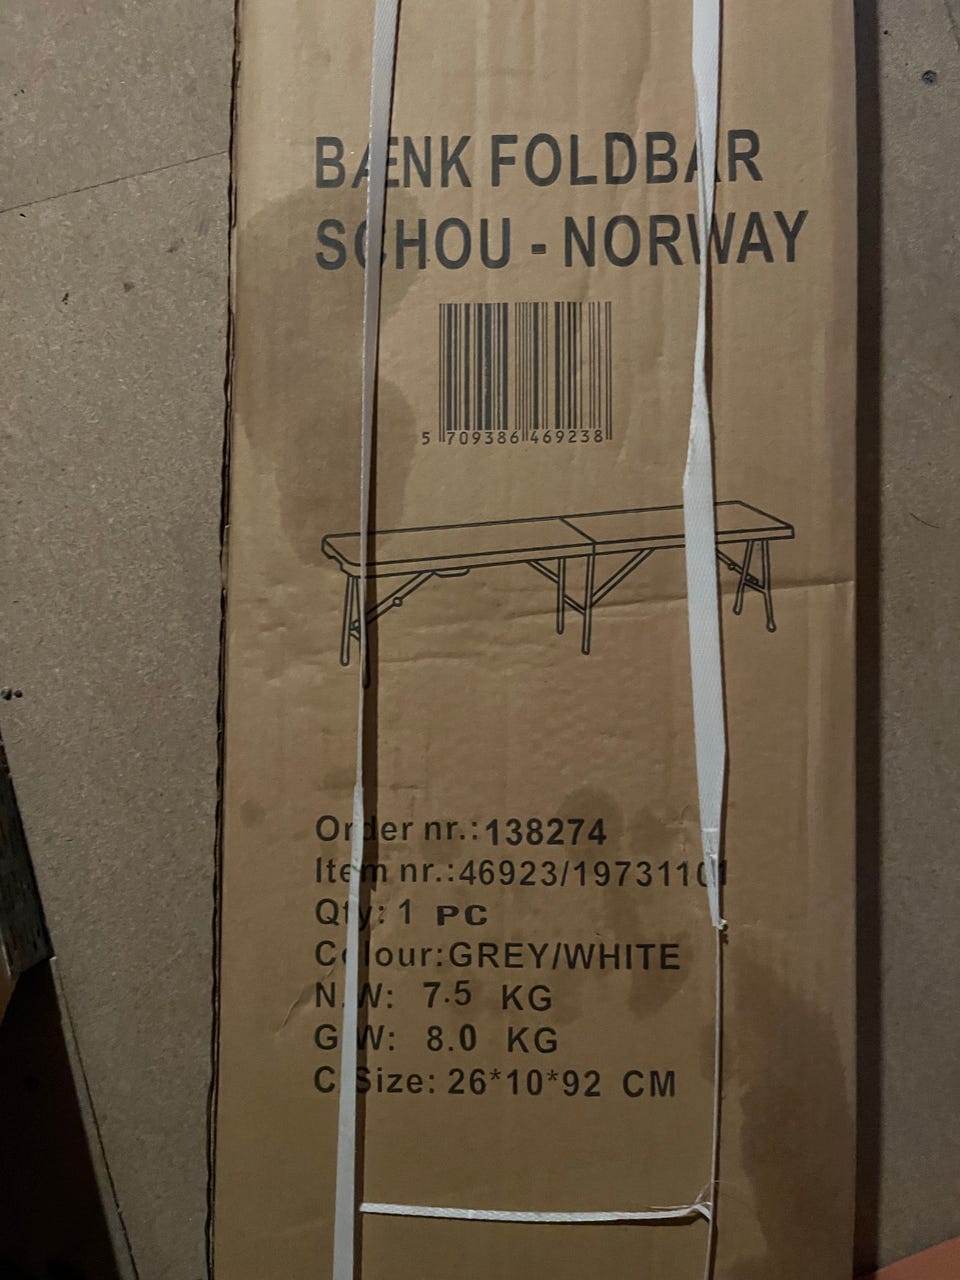 BÆNK FOLDBAR
SCHOU - NORWAY
5 709386 469238
Order nr.: 138274
Item nr.:46923/19731101
Qty: 1 PC
Colour:GREY/WHITE
N.W: 7.5 KG
G.W: 8.0 KG
C.Size: 26*10*92 CM